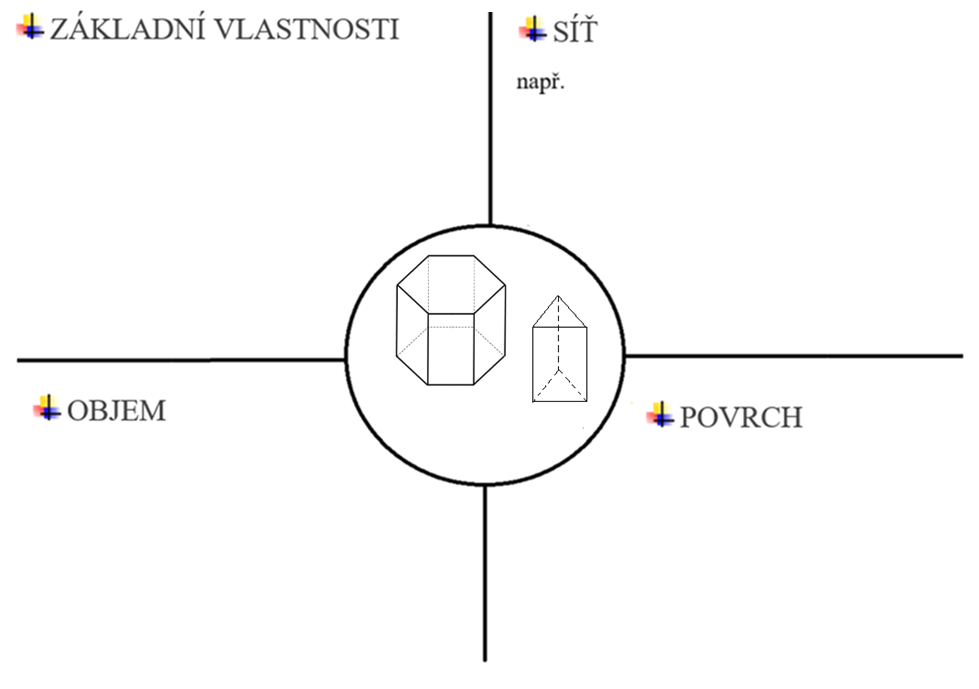 ZÁKLADNÍ VLASTNOSTI
SÍŤ
např.
OBJEM
POVRCH